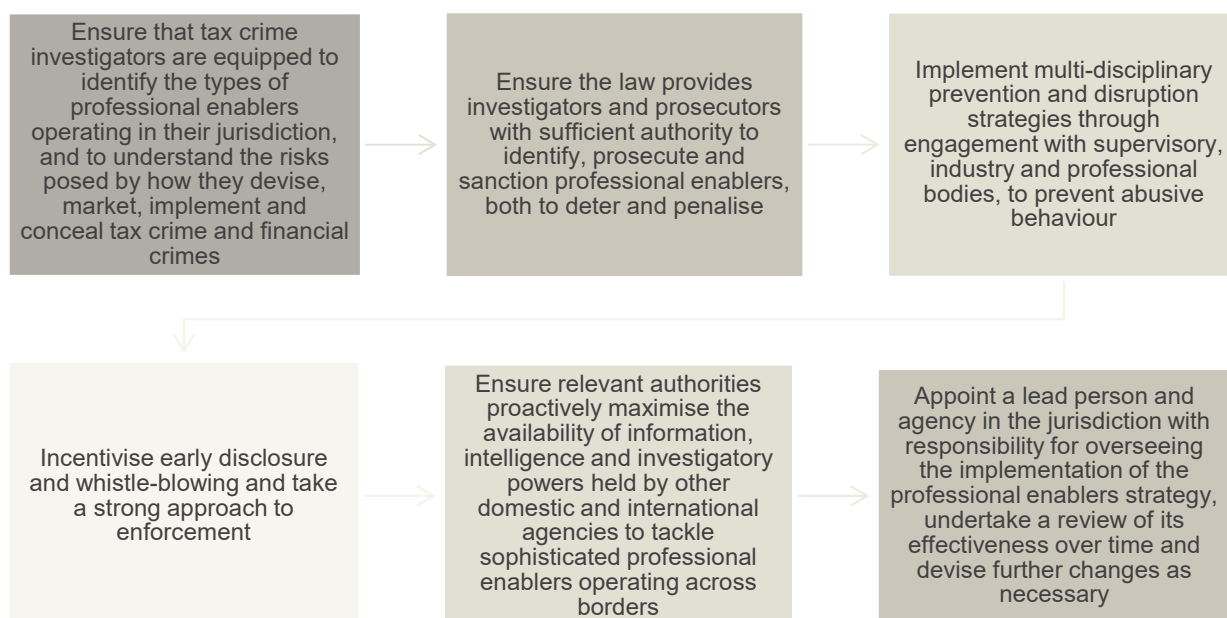 Ensure that tax crime
investigators are equipped to
identify the types of
professional enablers
operating in their jurisdiction,
and to understand the risks
posed by how they devise,
market, implement and
conceal tax crime and financial
crimes
Ensure the law provides
investigators and prosecutors
with sufficient authority to
identify, prosecute and
sanction professional enablers,
both to deter and penalise
Implement multi-disciplinary
prevention and disruption
strategies through
engagement with supervisory,
industry and professional
bodies, to prevent abusive
behaviour
Incentivise early disclosure
and whistle-blowing and take
a strong approach to
enforcement
Ensure relevant authorities
proactively maximise the
availability of information,
intelligence and investigatory
powers held by other
domestic and international
agencies to tackle
sophisticated professional
enablers operating across
borders
Appoint a lead person and
agency in the jurisdiction with
responsibility for overseeing
the implementation of the
professional enablers strategy,
undertake a review of its
effectiveness over time and
devise further changes as
necessary